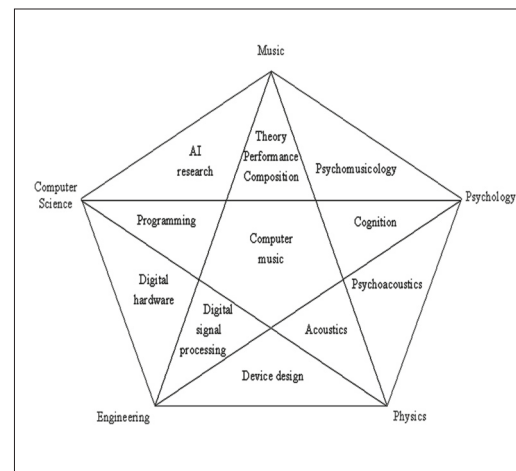 Music
Theory
Performance
Composition
AI
research
Psychomusicology
Computer
Science
Psychology
Programming
Cognition
Computer
music
Digital
hardware
Psychoacoustics
Digital
signal
processing
Acoustics
Device design
Engineering
Physics